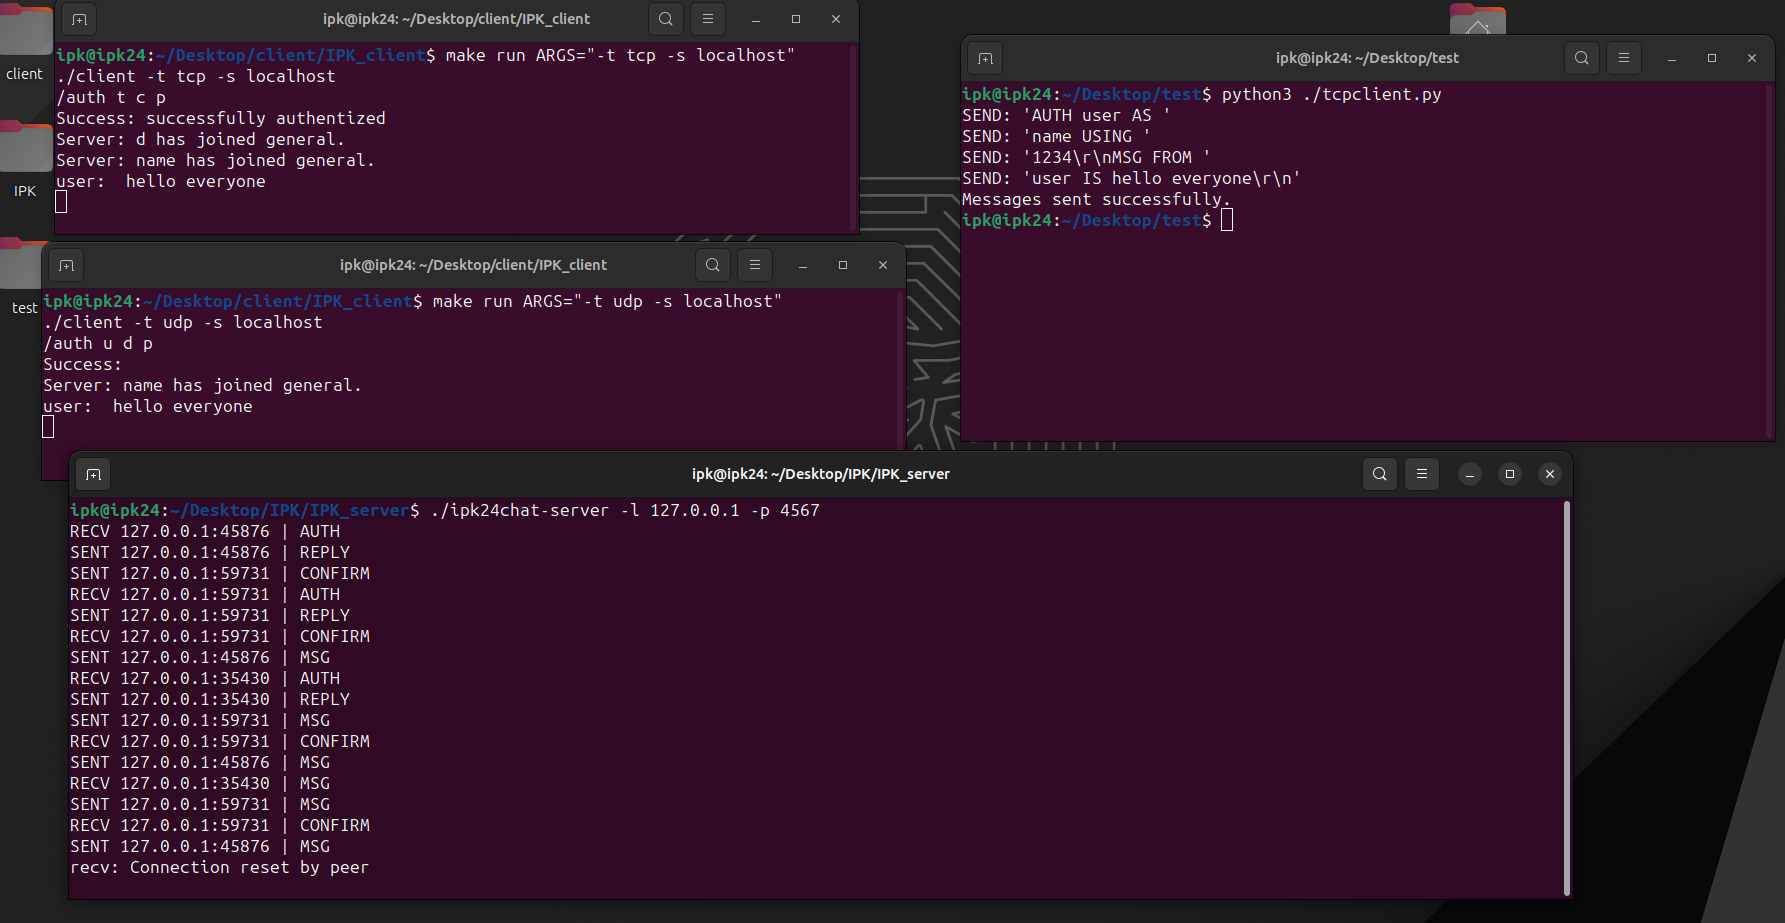 client
IPK
test
ipk@ipk24: ~/Desktop/client/IPK_client
ipk@ipk24:~/Desktop/client/IPK_client$ make run ARGS="-t tcp -s localhost"
./client -t tcp -s localhost
/auth t c p
Success: successfully authentized
Server: d has joined general.
Server: name has joined general.
user:  hello everyone
ipk@ipk24: ~/Desktop/test
ipk@ipk24:~/Desktop/test$ python3 ./tcpclient.py
SEND: 'AUTH user AS '
SEND: 'name USING '
SEND: '1234\r\nMSG FROM '
SEND: 'user IS hello everyone\r\n'
Messages sent successfully.
ipk@ipk24:~/Desktop/test$
ipk@ipk24: ~/Desktop/client/IPK_client
ipk@ipk24:~/Desktop/client/IPK_client$ make run ARGS="-t udp -s localhost"
./client -t udp -s localhost
/auth u d p
Success:
Server: name has joined general.
user:  hello everyone
ipk@ipk24: ~/Desktop/IPK/IPK_server
ipk@ipk24:~/Desktop/IPK/IPK_server$ ./ipk24chat-server -l 127.0.0.1 -p 4567
RECV 127.0.0.1:45876 | AUTH
SENT 127.0.0.1:45876 | REPLY
SENT 127.0.0.1:59731 | CONFIRM
RECV 127.0.0.1:59731 | AUTH
SENT 127.0.0.1:59731 | REPLY
RECV 127.0.0.1:59731 | CONFIRM
SENT 127.0.0.1:45876 | MSG
RECV 127.0.0.1:35430 | AUTH
SENT 127.0.0.1:35430 | REPLY
SENT 127.0.0.1:59731 | MSG
RECV 127.0.0.1:59731 | CONFIRM
SENT 127.0.0.1:45876 | MSG
RECV 127.0.0.1:35430 | MSG
SENT 127.0.0.1:59731 | MSG
RECV 127.0.0.1:59731 | CONFIRM
SENT 127.0.0.1:45876 | MSG
recv: Connection reset by peer